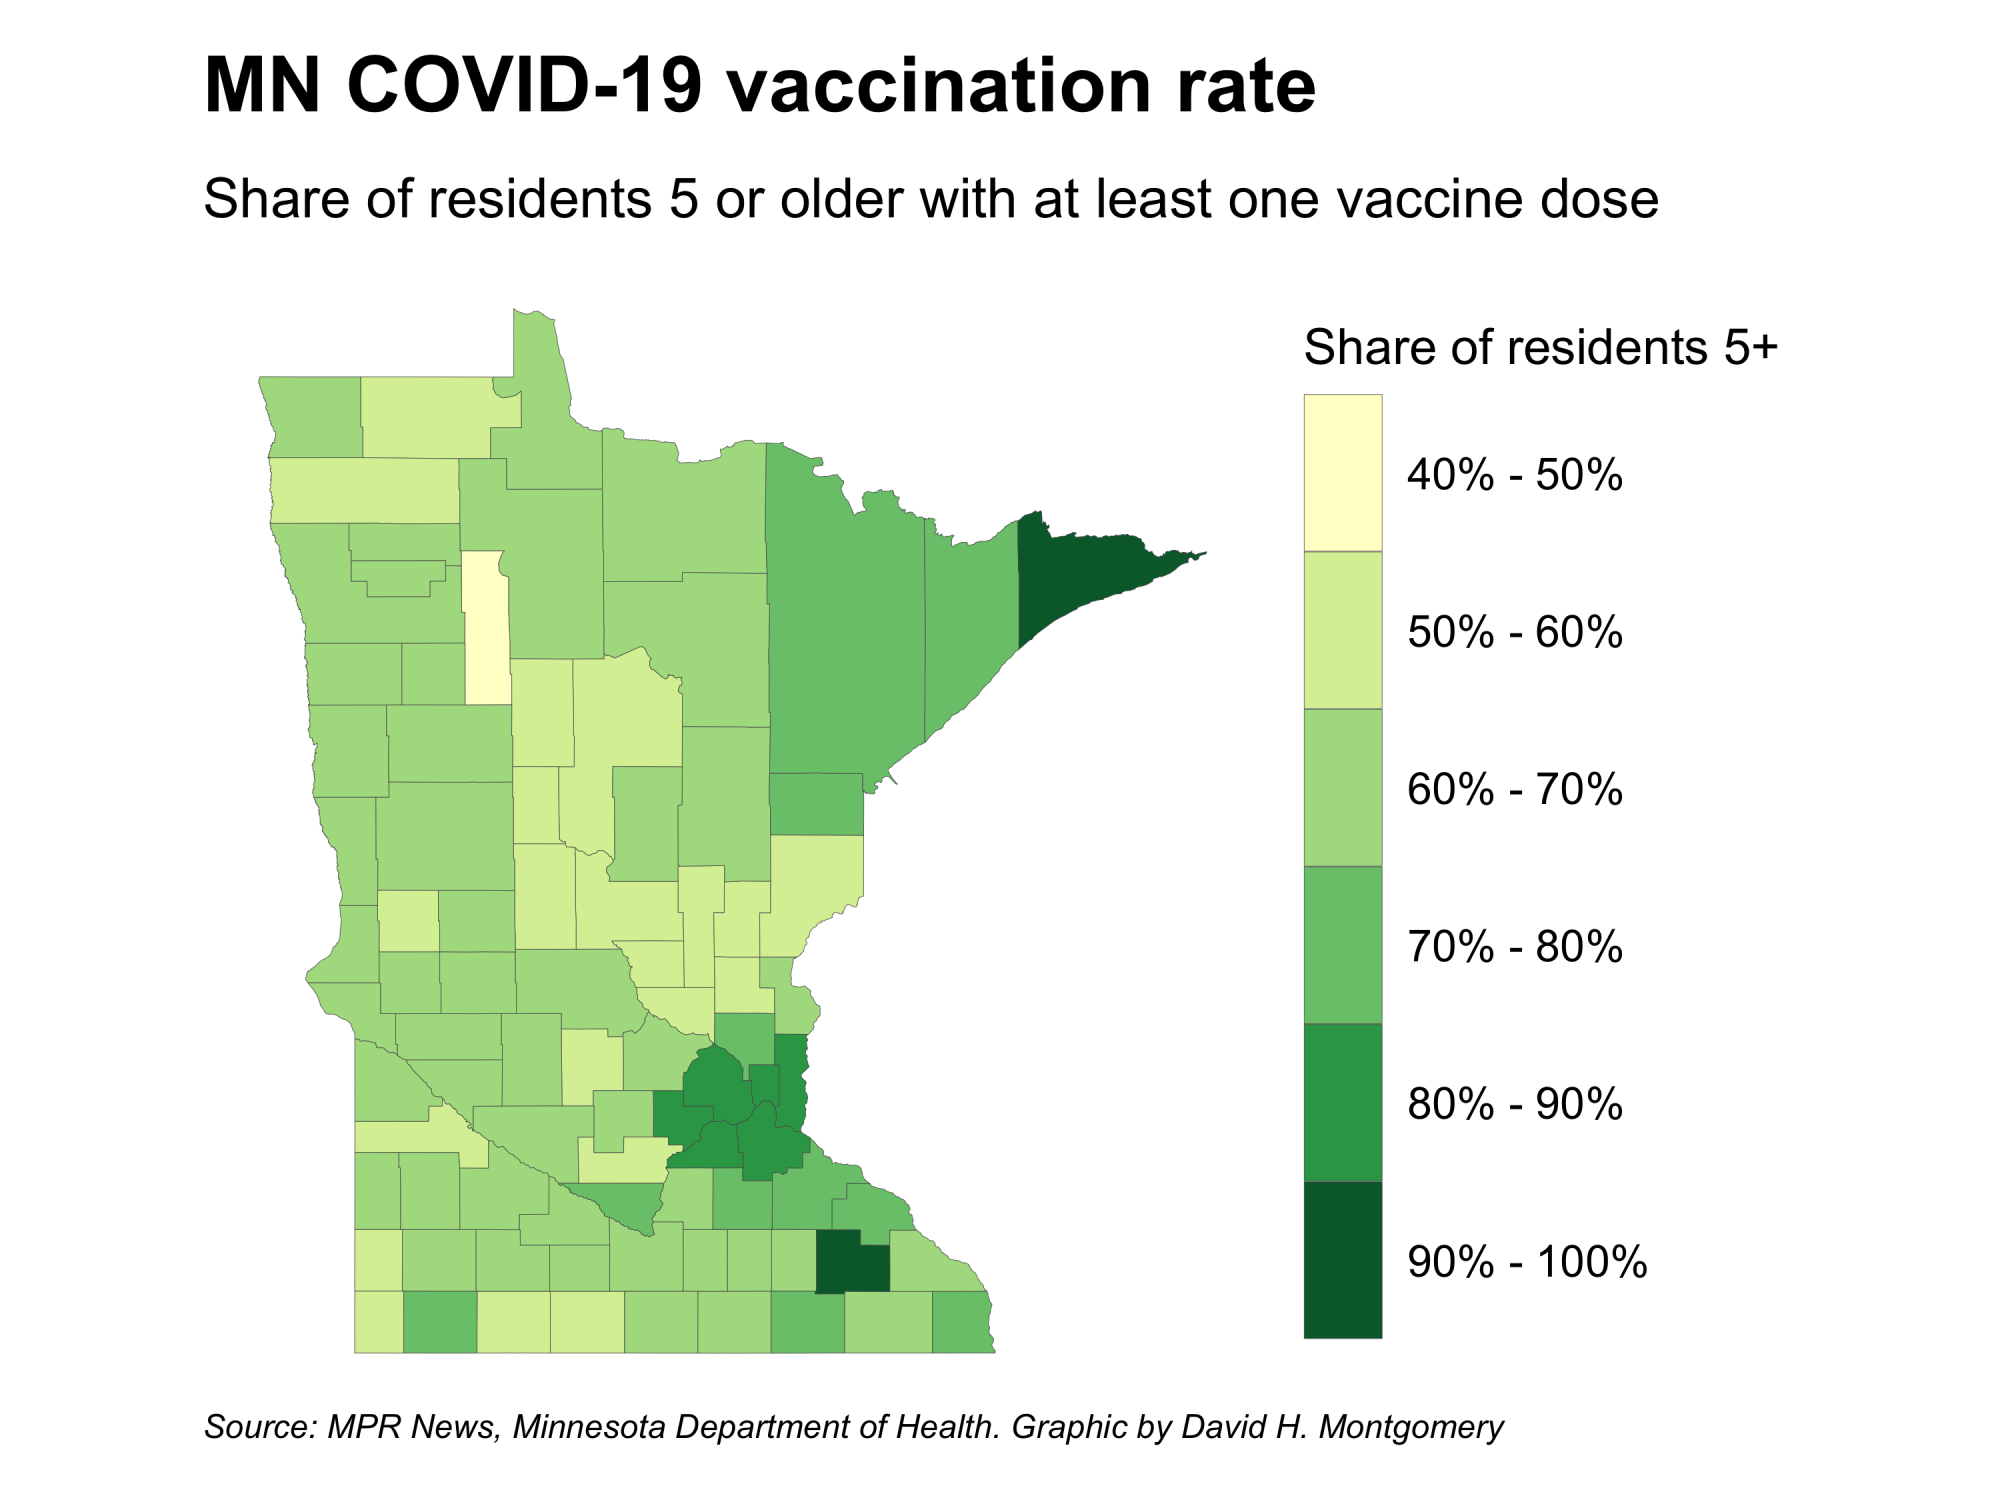 MN COVID-19 vaccination rate
Share of residents 5 or older with at least one vaccine dose
Share of residents 5+
40% - 50%
50% - 60%
60% - 70%
70% - 80%
80% - 90%
90% - 100%
Source: MPR News, Minnesota Department of Health. Graphic by David H. Montgomery